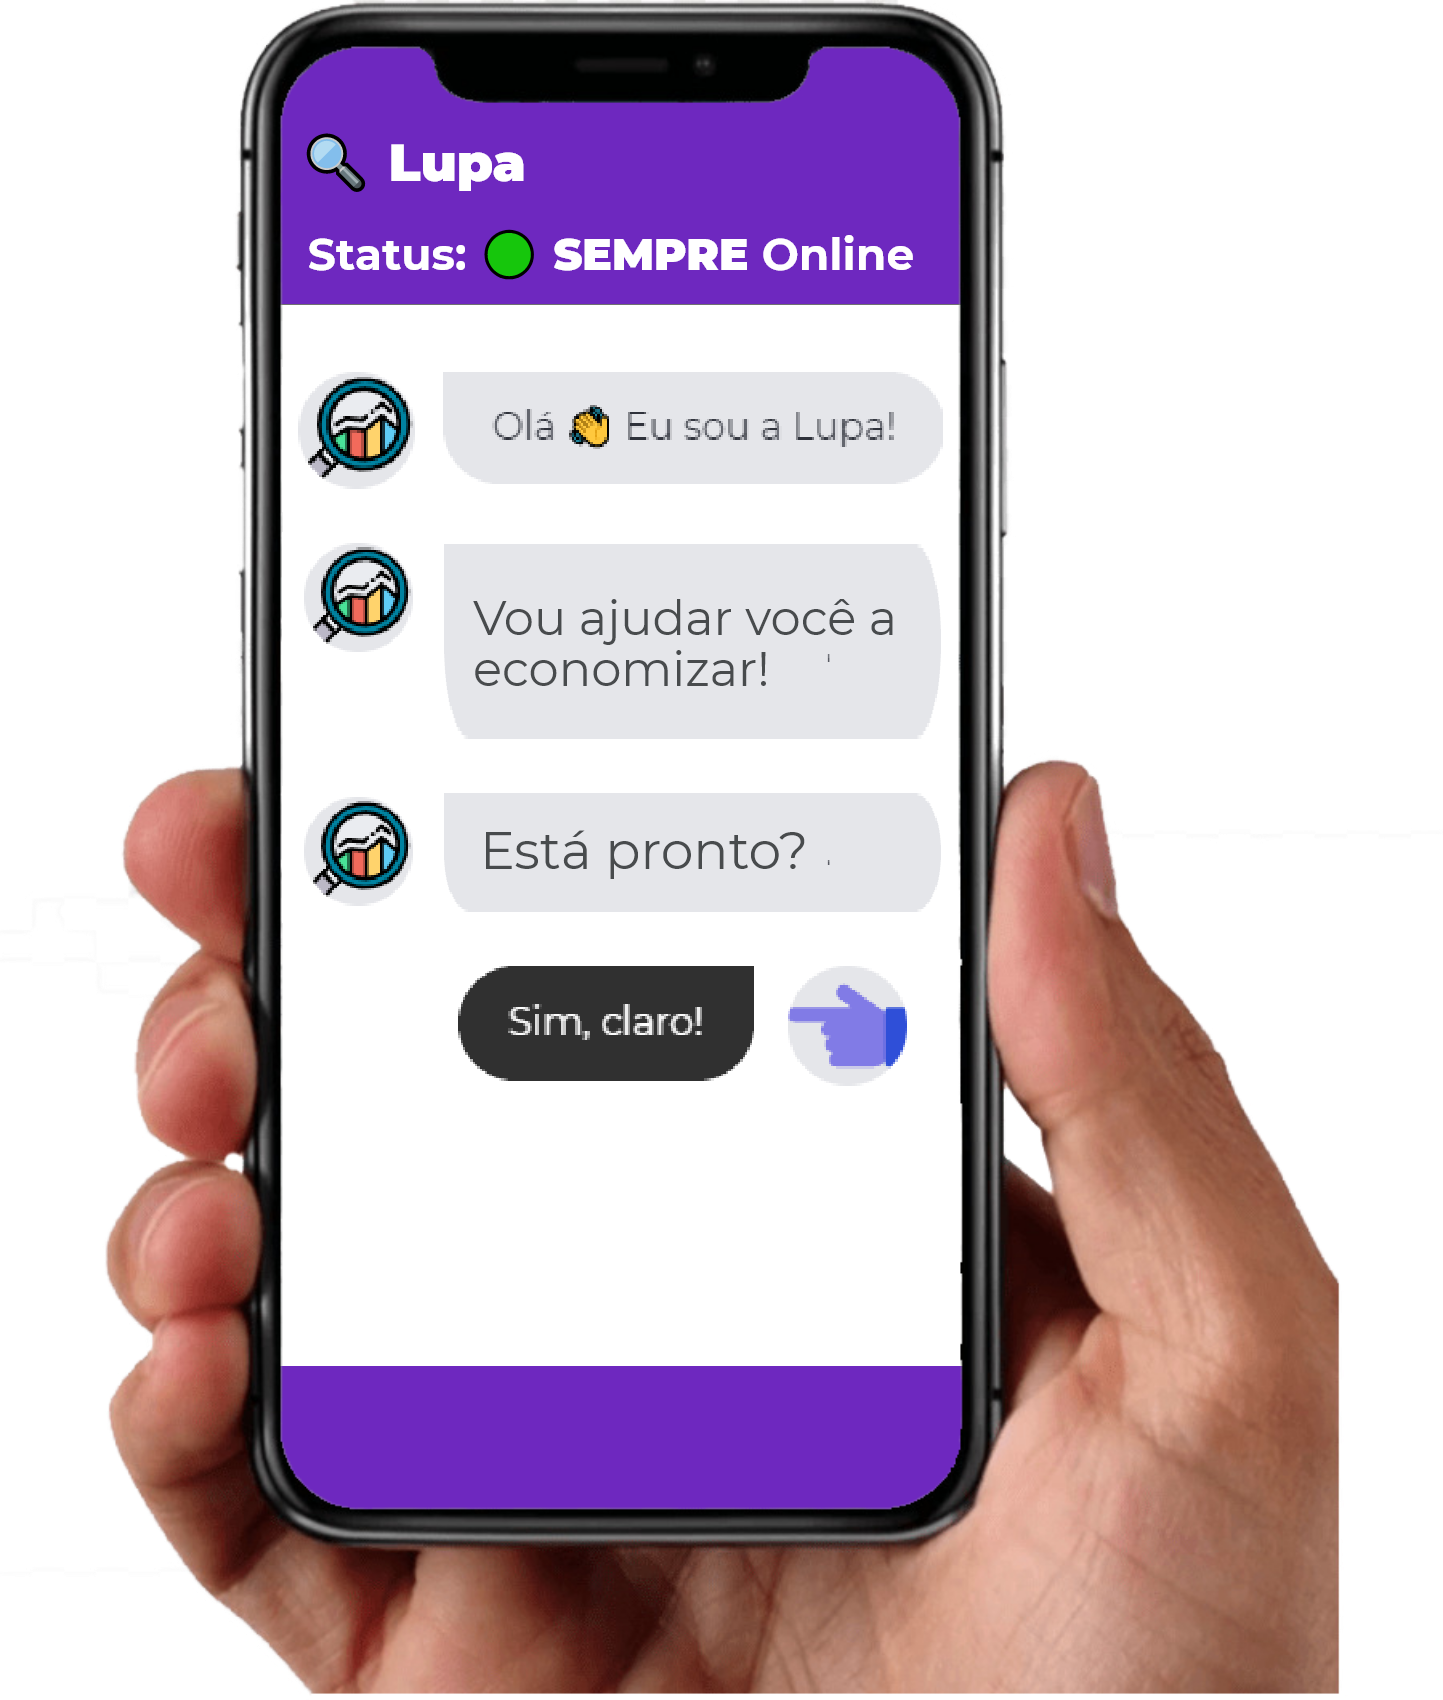 Lupa
Status: SEMPRE Online
Olá 👋 Eu sou a Lupa!
Vou ajudar você a
economizar!
Está pronto?
Sim, claro!